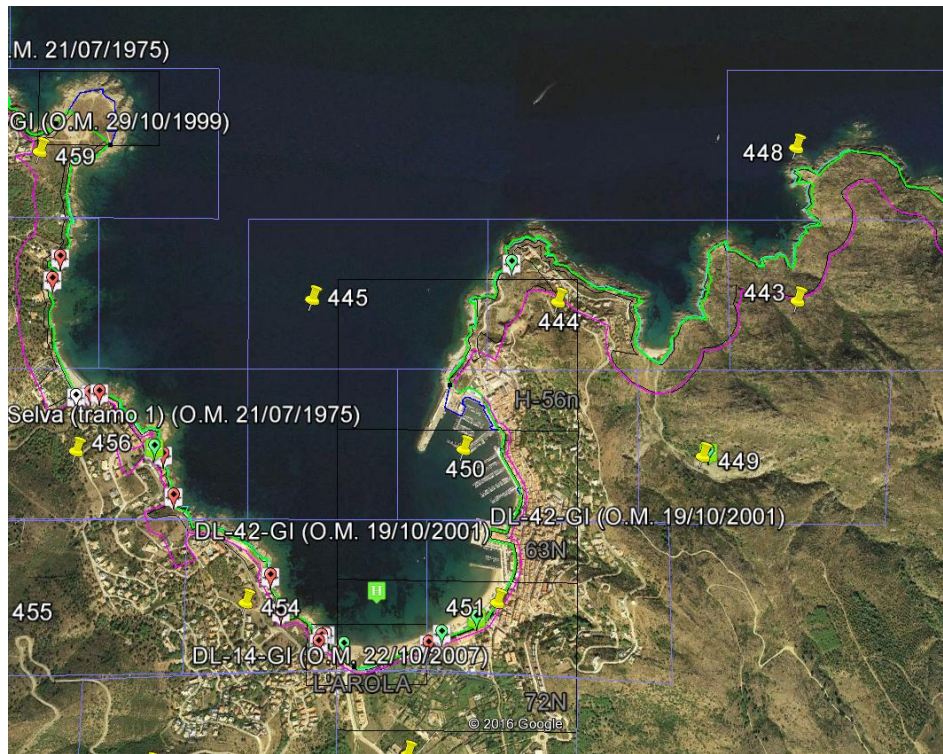 .M. 21/07/1975)
GI (O.M. 29/10/1999)
459
448
445
444
443
H-56n
Selva (tramo 1) (O.M. 21/07/1975)
456
450
449
DL-42-GI (O.M. 19/10/2001)
DL-42-GI (O.M. 19/10/2001)
63N
H
455
454
451
DL-14-GI (O.M. 22/10/2007)
L'AROLA
72N
© 2016 Google